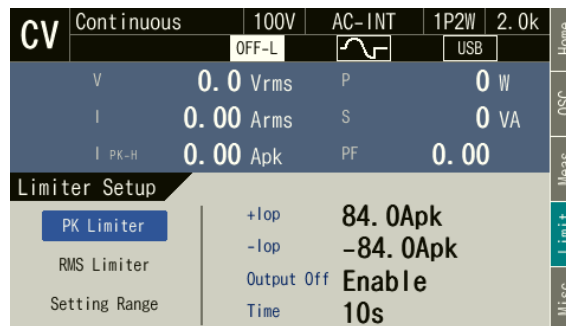 CV Continuous 100V AC-INT 1P2W 2.0k
OFF-L USB
V 0.0 Vrms P 0 W
I 0.00 Arms S 0 VA
I PK-H 0.00 Apk PF 0.00
Limiter Setup
PK Limiter
RMS Limiter
Setting Range
+Iop 84.0Apk
-Iop -84.0Apk
Output Off Enable
Time 10s
Home
OSC
Meas
Limit
Misc